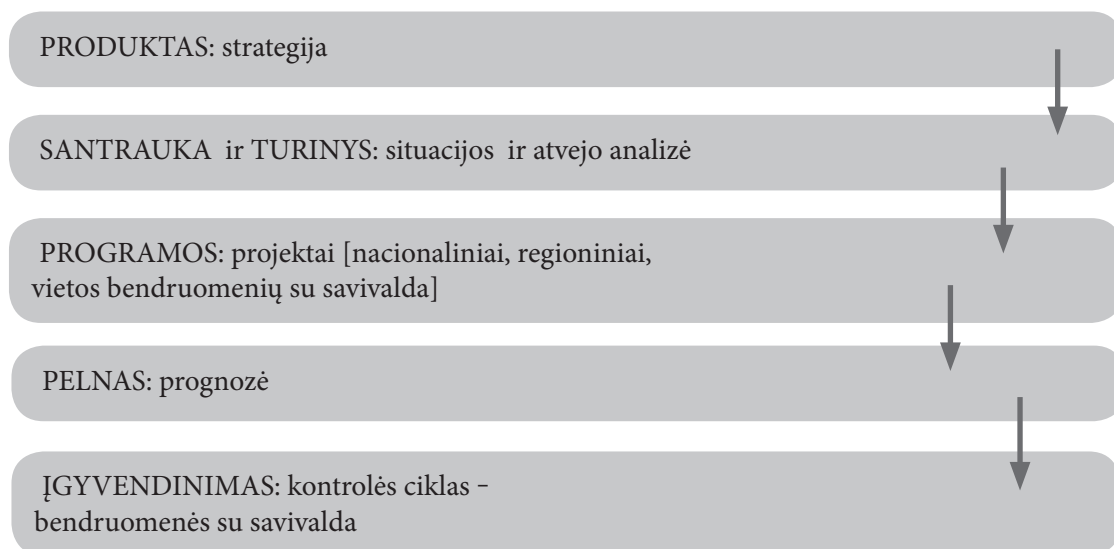 PRODUKTAS: strategija
SANTRAUKA ir TURINYS: situacijos ir atvejo analizė
PROGRAMOS: projektai [nacionaliniai, regioniniai,
vietos bendruomenių su savivalda]
PELNAS: prognozė
ĮGYVENDINIMAS: kontrolės ciklas –
bendruomenės su savivalda